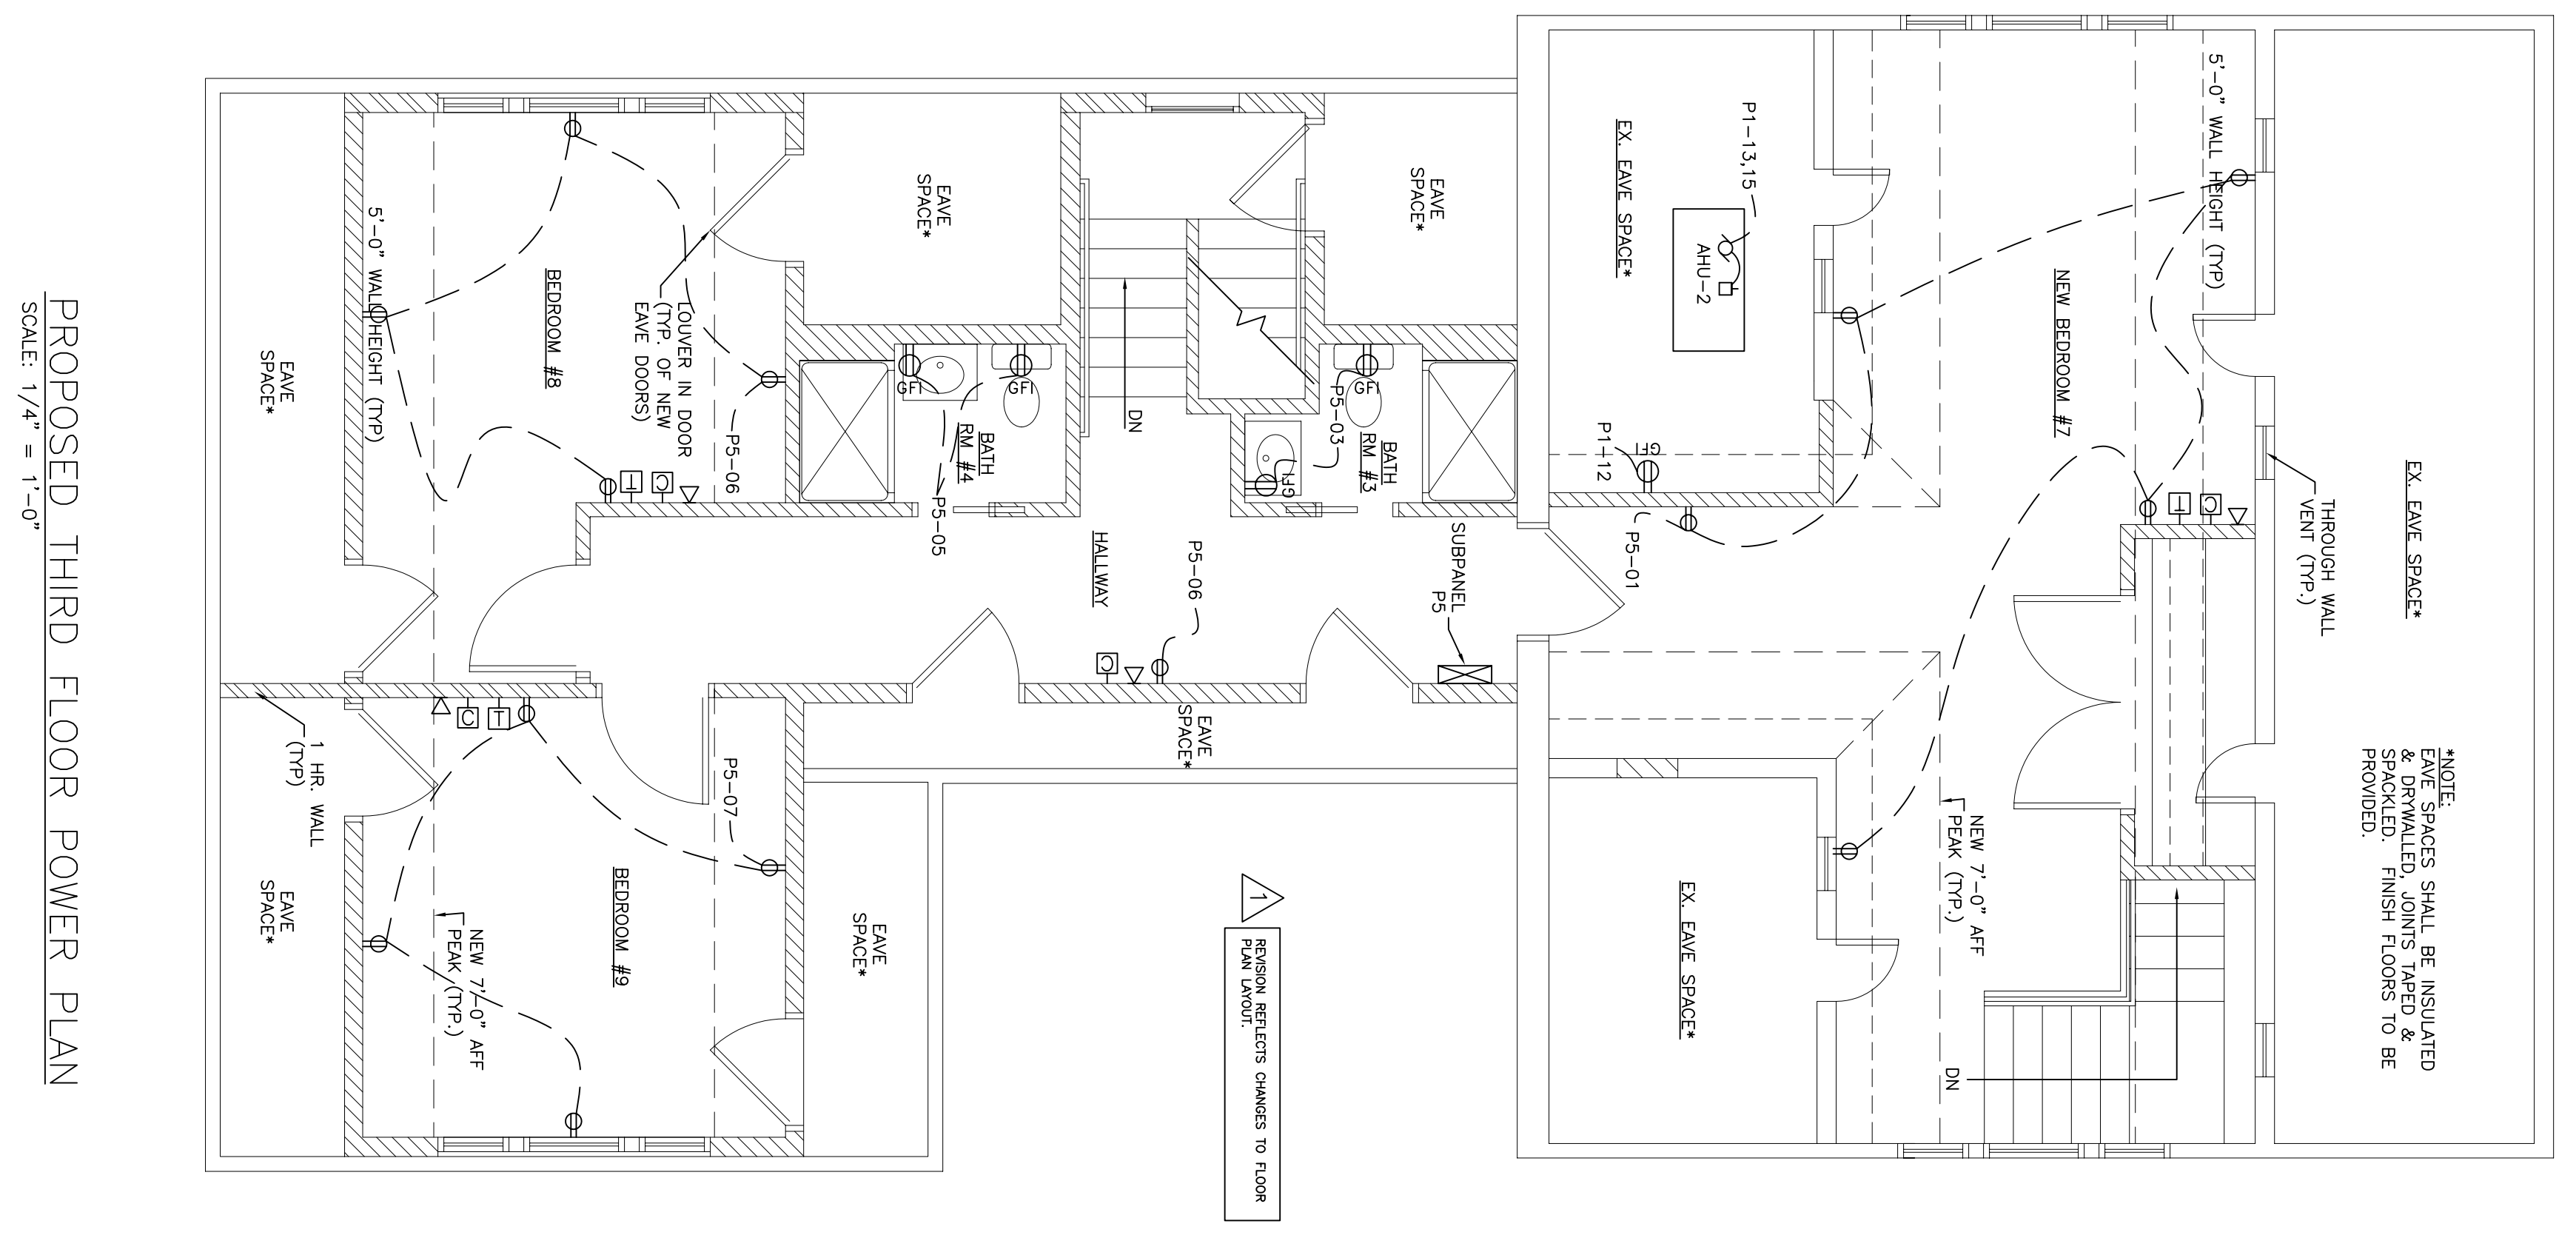 *NOTE:
EAVE SPACES SHALL BE INSULATED
& DRYWALLED, JOINTS TAPED &
SPACKLED. FINISH FLOORS TO BE
PROVIDED.
EX. EAVE SPACE*
THROUGH WALL
VENT (TYP.)
5'-0" WALL HEIGHT (TYP)
NEW BEDROOM #7
T
C
NEW 7'-0" AFF
PEAK (TYP.)
DN
P1-13,15
AHU-2
EX. EAVE SPACE*
GFI
P1-12
P5-01
EX. EAVE SPACE*
SUBPANEL
P5
EAVE
SPACE*
BATH
RM #3
P5-03
GFI
GFI
1
REVISION REFLECTS CHANGES TO FLOOR
PLAN LAYOUT.
P5-06
EAVE
SPACE*
C
DN
HALLWAY
BATH
RM #4
GFI
GFI
P5-05
EAVE
SPACE*
EAVE
SPACE*
P5-06
P5-07
LOUVER IN DOOR
(TYP. OF NEW
EAVE DOORS)
C
T
BEDROOM #8
BEDROOM #9
T
C
NEW 7'-0" AFF
PEAK (TYP.)
5'-0" WALL HEIGHT (TYP)
1 HR. WALL
(TYP)
EAVE
SPACE*
EAVE
SPACE*
PROPOSED THIRD FLOOR POWER PLAN
SCALE: 1/4" = 1'-0"